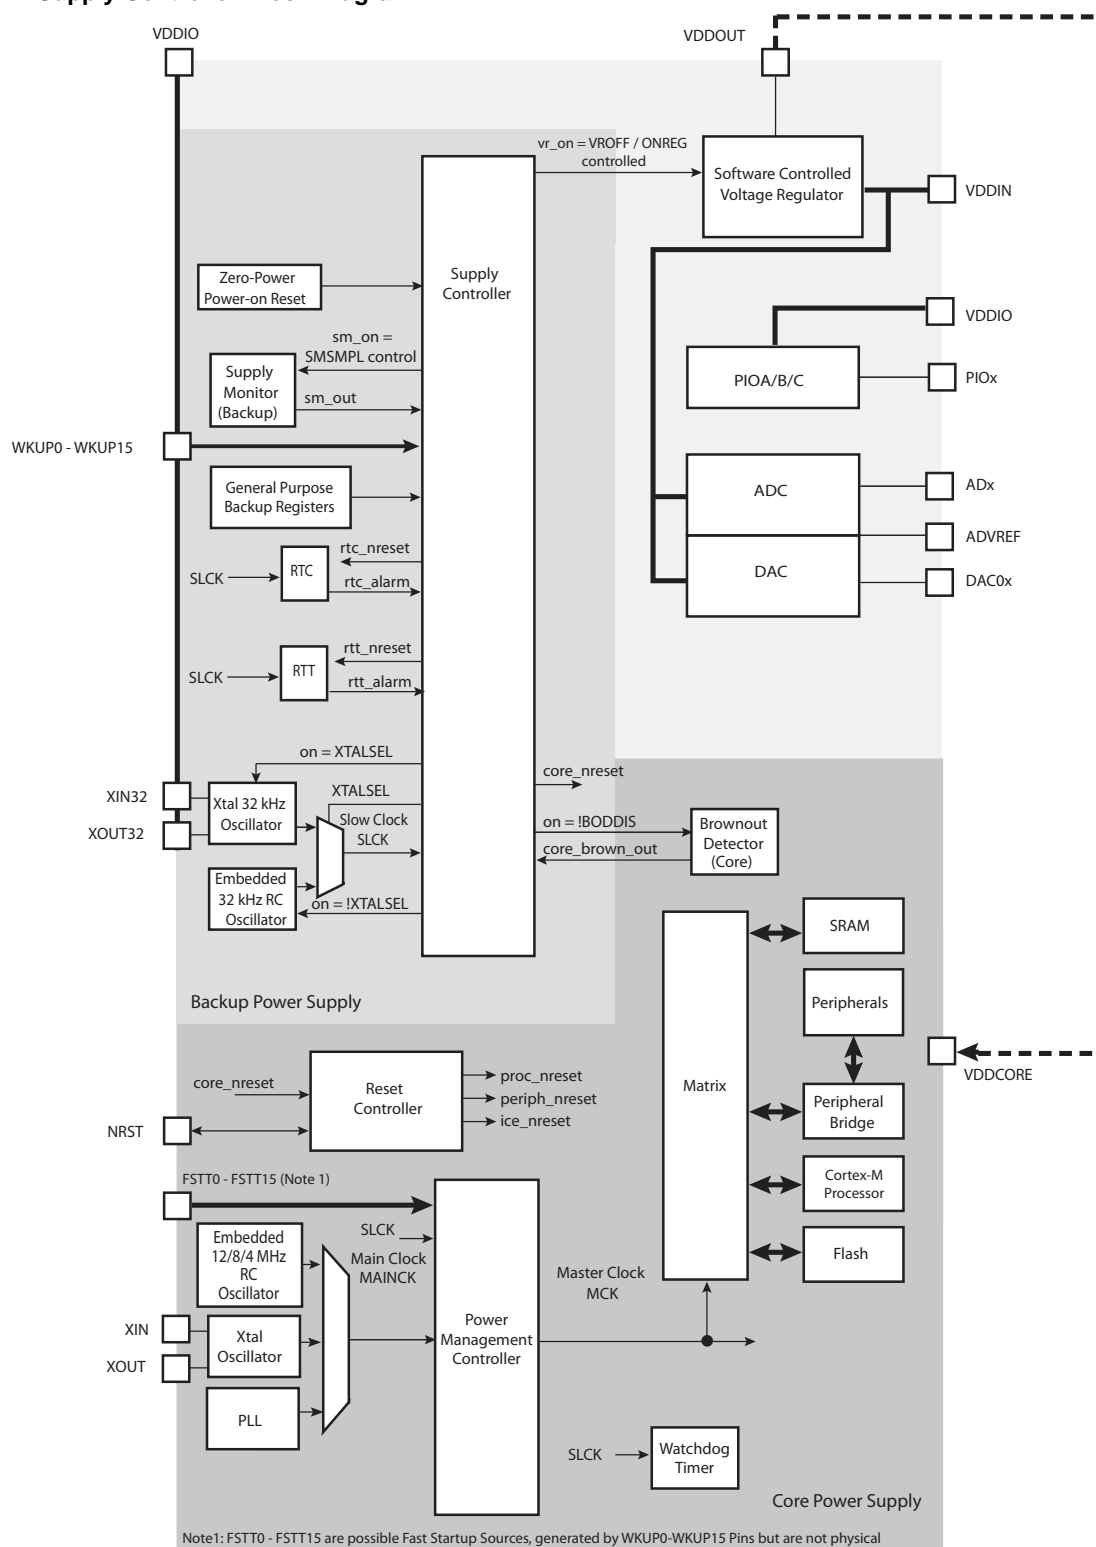 VDDIO
VDDOUT
vr_on = VROFF / ONREG
controlled
Software Controlled
Voltage Regulator
VDDIN
Zero-Power
Power-on Reset
Supply
Controller
sm_on =
SMSMPL control
Supply
Monitor
(Backup)
sm_out
VDDIO
PIOA/B/C
PIOx
WKUP0 - WKUP15
General Purpose
Backup Registers
ADC
ADx
ADVREF
DAC
DAC0x
rtc_nreset
SLCK
RTC
rtc_alarm
rtt_nreset
SLCK
RTT
rtt_alarm
on = XTALSEL
XIN32
XOUT32
Xtal 32 kHz
Oscillator
XTALSEL
Slow Clock
SLCK
Embedded
32 kHz RC
Oscillator
on = !XTALSEL
core_nreset
on = !BODDIS
core_brown_out
Brownout
Detector
(Core)
Backup Power Supply
Matrix
SRAM
Peripherals
Peripheral
Bridge
Cortex-M
Processor
Flash
VDDCORE
core_nreset
NRST
Reset
Controller
proc_nreset
periph_nreset
ice_nreset
FSTT0 - FSTT15 (Note 1)
SLCK
Embedded
12/8/4 MHz
RC
Oscillator
Main Clock
MAINCK
XIN
XOUT
Xtal
Oscillator
PLL
Power
Management
Controller
Master Clock
MCK
SLCK
Watchdog
Timer
Core Power Supply
Note1: FSTT0 - FSTT15 are possible Fast Startup Sources, generated by WKUP0-WKUP15 Pins but are not physical